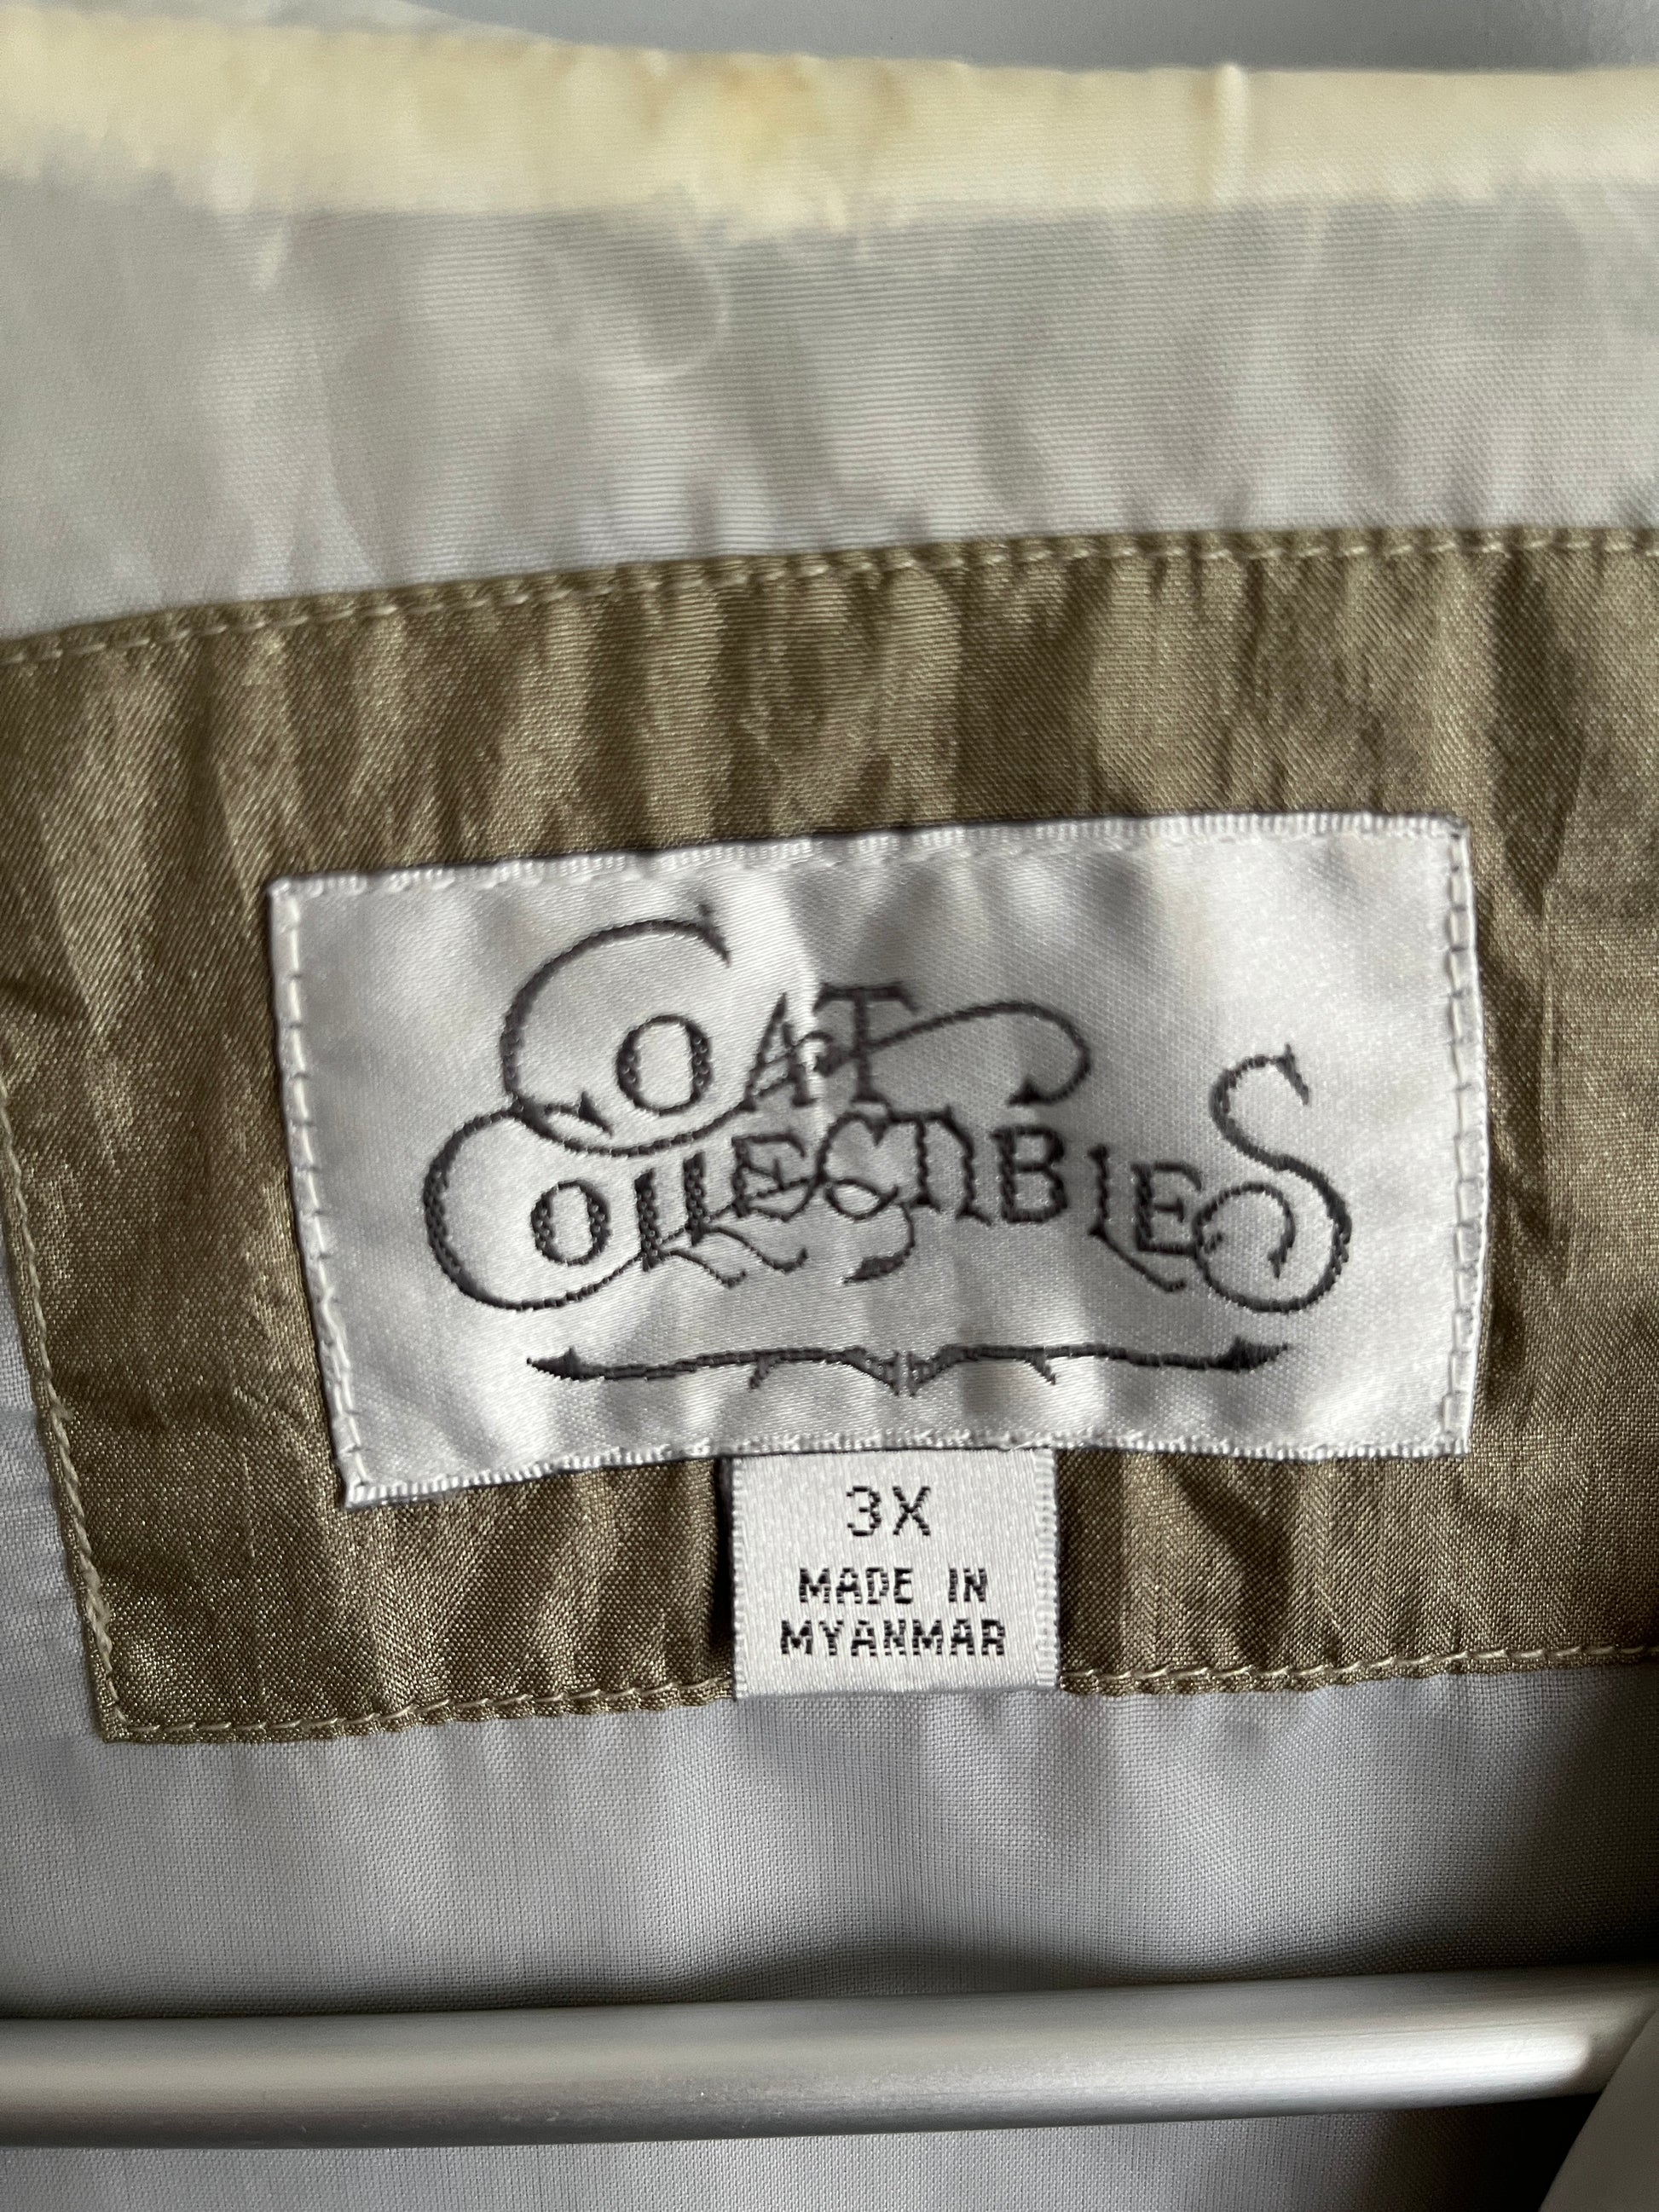 COAT
COLLECTIBLES
3X
MADE IN
MYANMAR